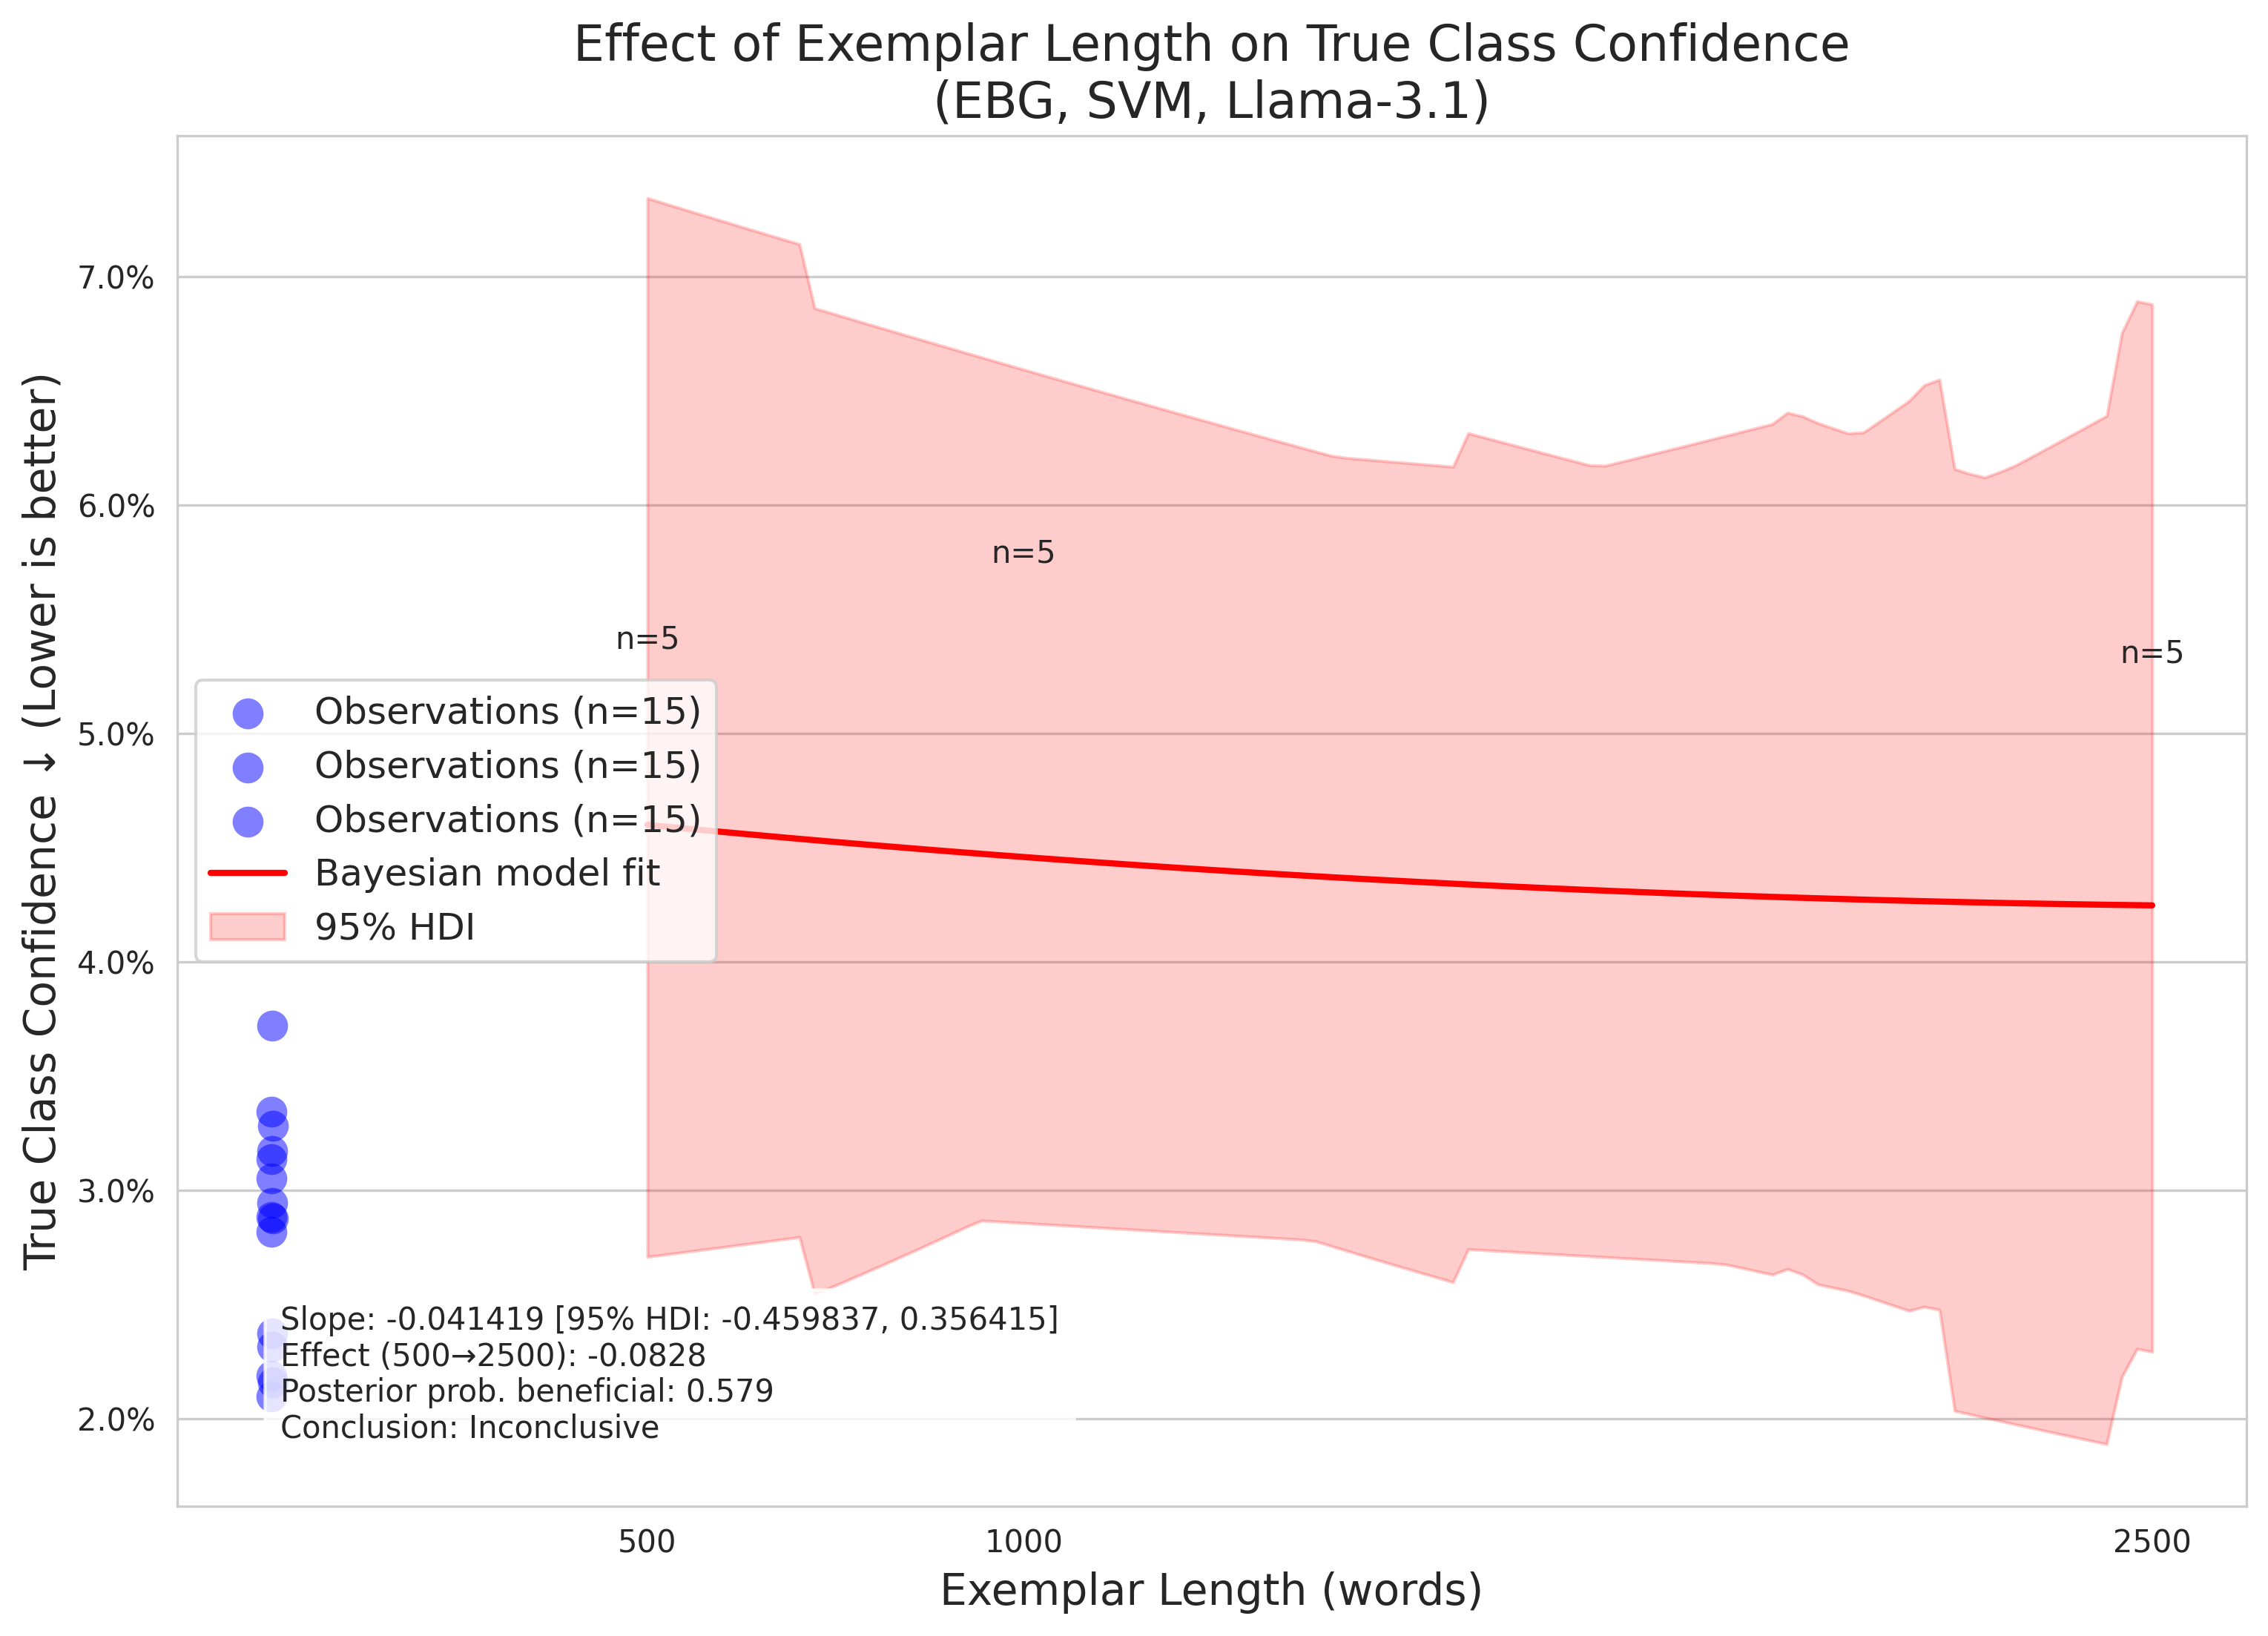 Effect of Exemplar Length on True Class Confidence
(EBG, SVM, Llama-3.1)
True Class Confidence ↓ (Lower is better)
7.0%
6.0%
5.0%
4.0%
3.0%
2.0%
n=5
n=5
n=5
Observations (n=15)
Observations (n=15)
Observations (n=15)
Bayesian model fit
95% HDI
Slope: -0.041419 [95% HDI: -0.459837, 0.356415]
Effect (500→2500): -0.0828
Posterior prob. beneficial: 0.579
Conclusion: Inconclusive
500
1000
2500
Exemplar Length (words)